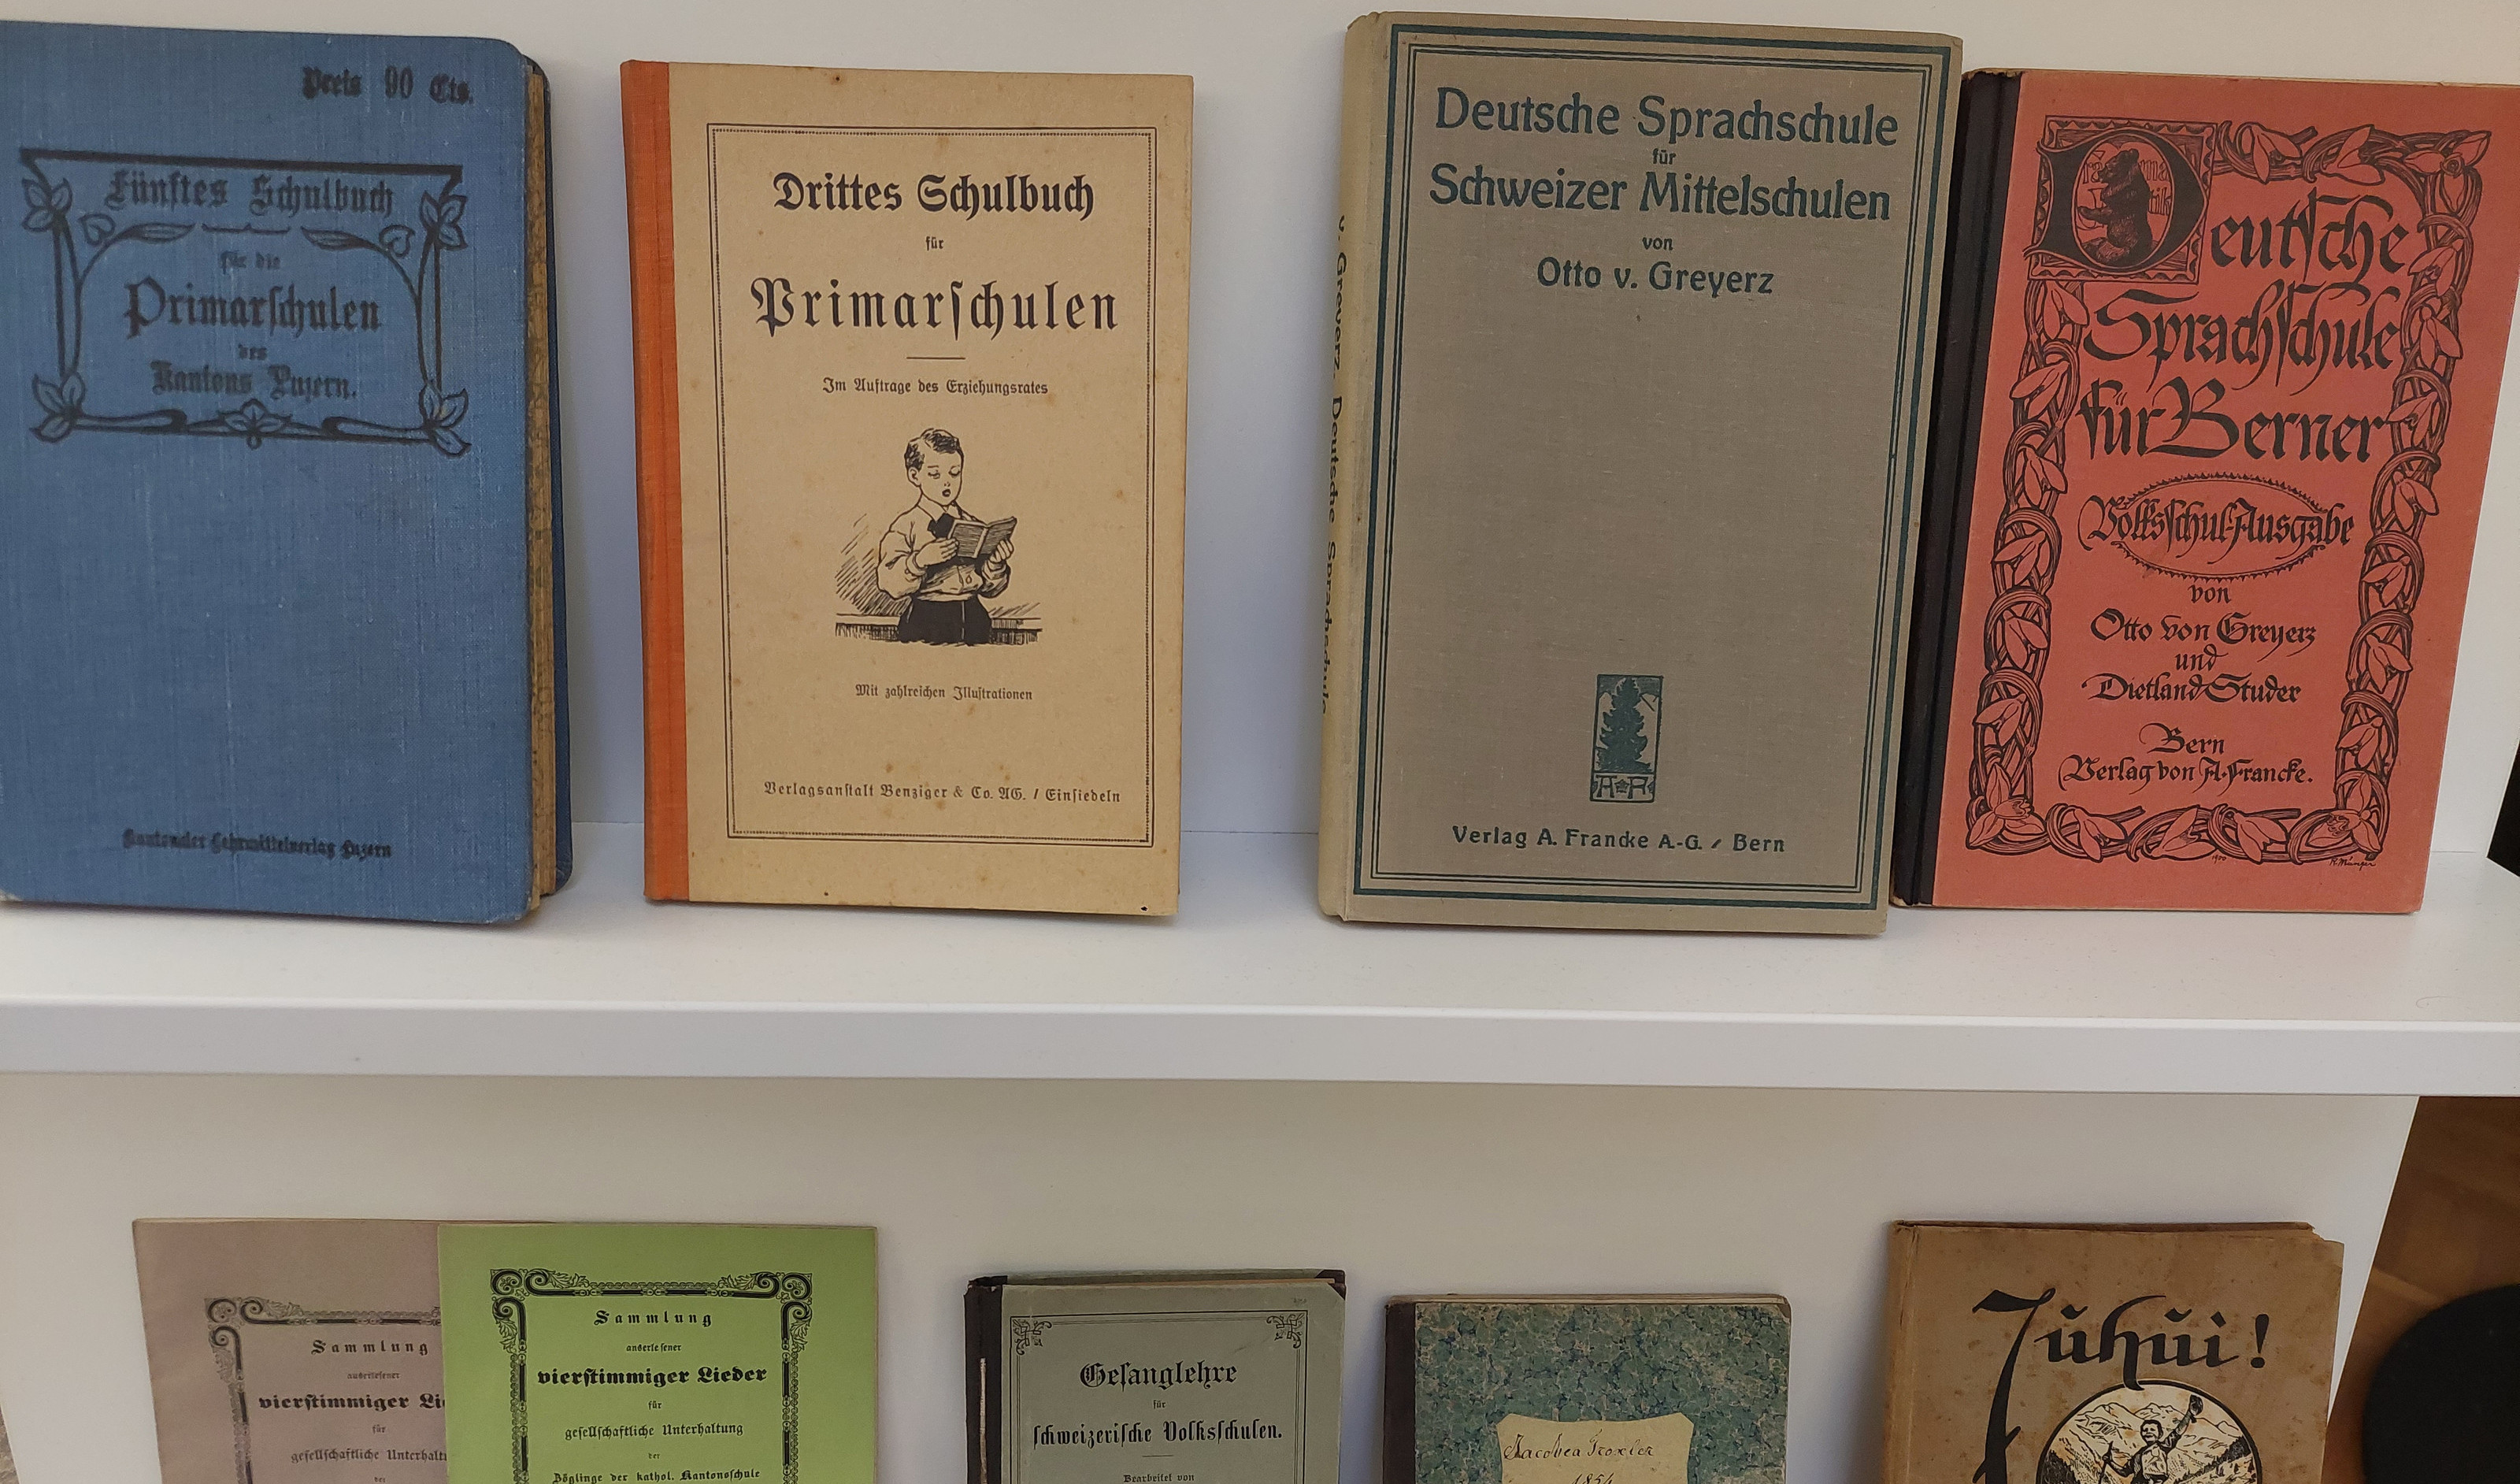 Preis 90 Cts.
Fünftes Schulbuch
für die
Primarschulen
des
Kantons Luzern.
Kantonaler Lehrmittelverlag Luzern
Drittes Schulbuch
für
Primarſchulen
Im Auftrage des Erziehungsrates
Mit zahlreichen Illuſtrationen
Verlagsanſtalt Benziger & Co. AG. / Einſiedeln
v. Greyerz, Deutsche Sprachschule
Deutsche Sprachschule
für
Schweizer Mittelschulen
von
Otto v. Greyerz
A R
Verlag A. Francke A.-G. / Bern
Deutſche
Sprachſchule
für Berner
Volksſchul-Ausgabe
von
Otto von Greyerz
und
Dietland Studer
Bern
Verlag von A. Francke.
1900 R. Münger
Sammlung
auserleſener
vierſtimmiger
für
geſellſchaftliche
der
Sammlung
auserleſener
vierſtimmiger Lieder
für
geſellſchaftliche Unterhaltung
der
Zöglinge der kathol. Kantonsſchule
Geſanglehre
für
ſchweizeriſche Volksſchulen.
Bearbeitet von
Jacobea Troxler
1854
Juhui!